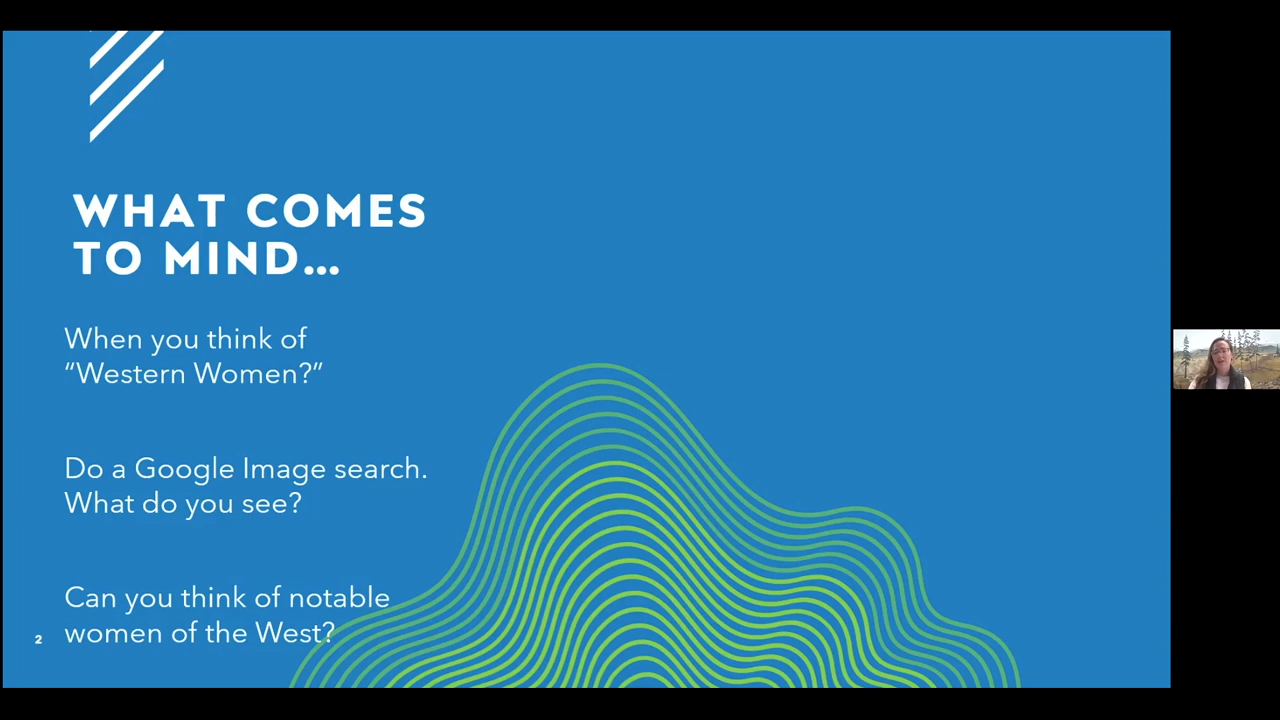 WHAT COMES
TO MIND…
When you think of
“Western Women?”
Do a Google Image search.
What do you see?
Can you think of notable
women of the West?
2